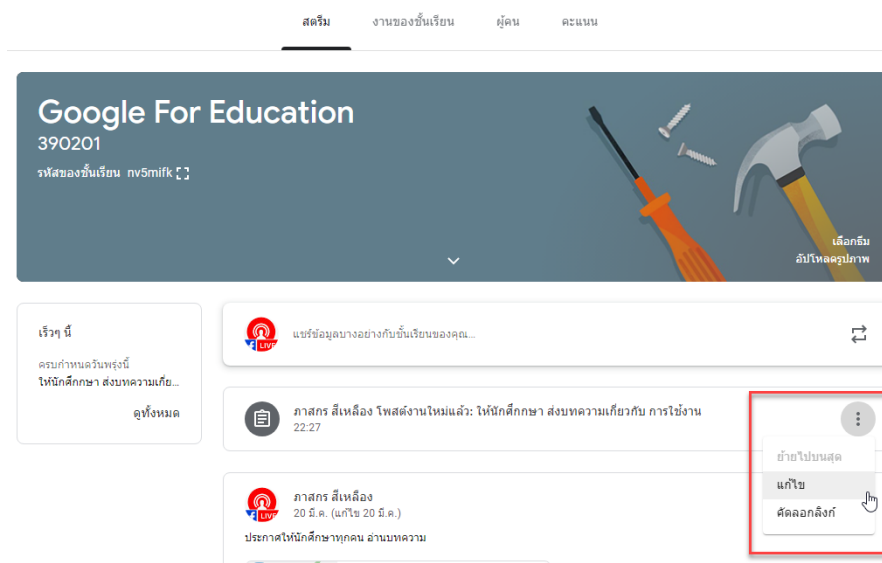 สตรีม งานของชั้นเรียน ผู้คน คะแนน
Google For Education
390201
รหัสของชั้นเรียน nv5mifk
เลือกธีม
อัปโหลดรูปภาพ
เร็วๆ นี้
ครบกำหนดวันพรุ่งนี้
ให้นักศึกกษา ส่งบทความเกี่ย...
ดูทั้งหมด
LIVE แชร์ข้อมูลบางอย่างกับชั้นเรียนของคุณ...
ภาสกร สีเหลือง โพสต์งานใหม่แล้ว: ให้นักศึกกษา ส่งบทความเกี่ยวกับ การใช้งาน
22:27
ย้ายไปบนสุด
แก้ไข
คัดลอกลิงก์
ภาสกร สีเหลือง
LIVE 20 มี.ค. (แก้ไข 20 มี.ค.)
ประกาศให้นักศึกษาทุกคน อ่านบทความ